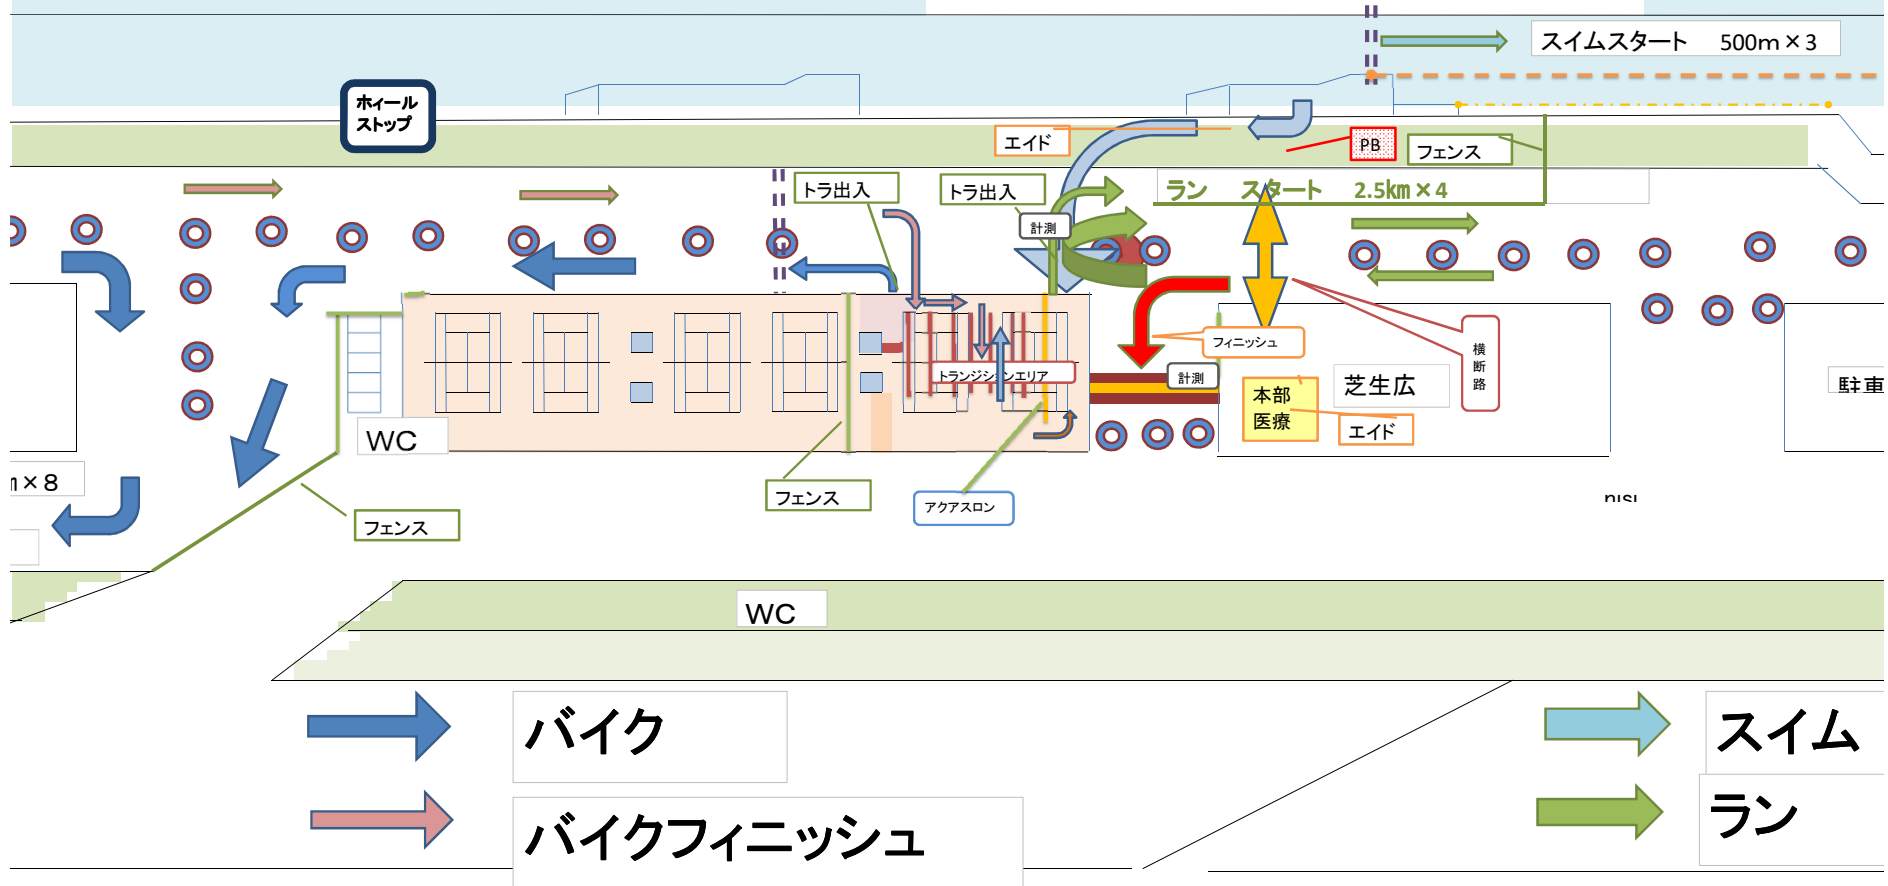 スイムスタート 500m×3
ホィール
ストップ
エイド
PB
フェンス
トラ出入
トラ出入
ラン スタート 2.5km×4
計測
フィニッシュ
横
断
路
トランジションエリア
計測
芝生広
本部
医療
エイド
駐車
WC
m×8
フェンス
アクアスロン
フェンス
WC
バイク
スイム
バイクフィニッシュ
ラン